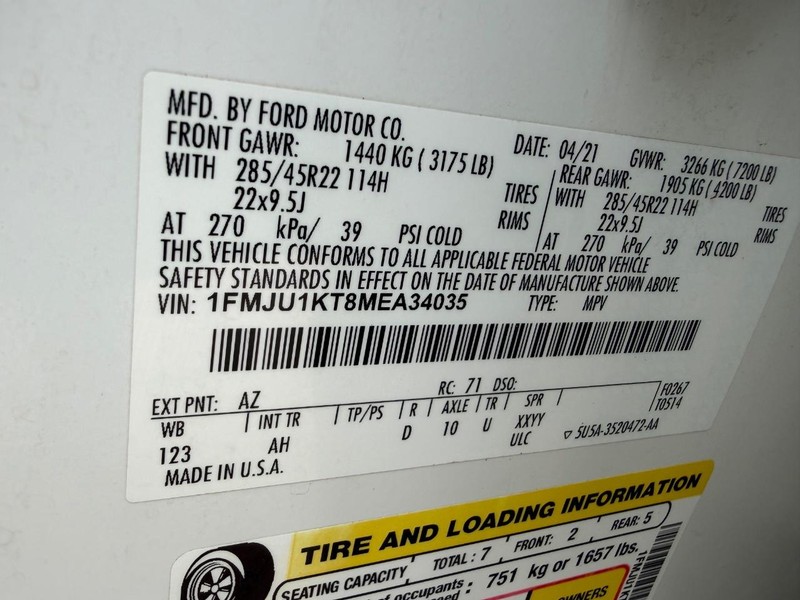 MFD. BY FORD MOTOR CO.
DATE: 04/21 GVWR: 3266 KG ( 7200 LB)
FRONT GAWR: 1440 KG ( 3175 LB)
REAR GAWR: 1905 KG ( 4200 LB)
WITH 285/45R22 114H TIRES
WITH 285/45R22 114H TIRES
22x9.5J RIMS
22x9.5J RIMS
AT 270 kPa/ 39 PSI COLD
AT 270 kPa/ 39 PSI COLD
THIS VEHICLE CONFORMS TO ALL APPLICABLE FEDERAL MOTOR VEHICLE
SAFETY STANDARDS IN EFFECT ON THE DATE OF MANUFACTURE SHOWN ABOVE.
VIN: 1FMJU1KT8MEA34035 TYPE: MPV
EXT PNT: AZ RC: 71 DSO:
F0267
T0514
WB INT TR TP/PS R AXLE TR SPR
123 AH D 10 U XXYY
ULC
5U5A-3520472-AA
MADE IN U.S.A.
TIRE AND LOADING INFORMATION
SEATING CAPACITY TOTAL : 7 FRONT: 2 REAR: 5
of occupants
751 kg or 1657 lbs.
OWNERS